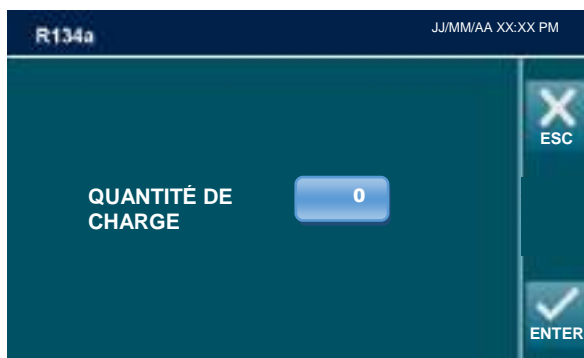 R134a
JJ/MM/AA XX:XX PM
ESC
QUANTITÉ DE
CHARGE
0
ENTER